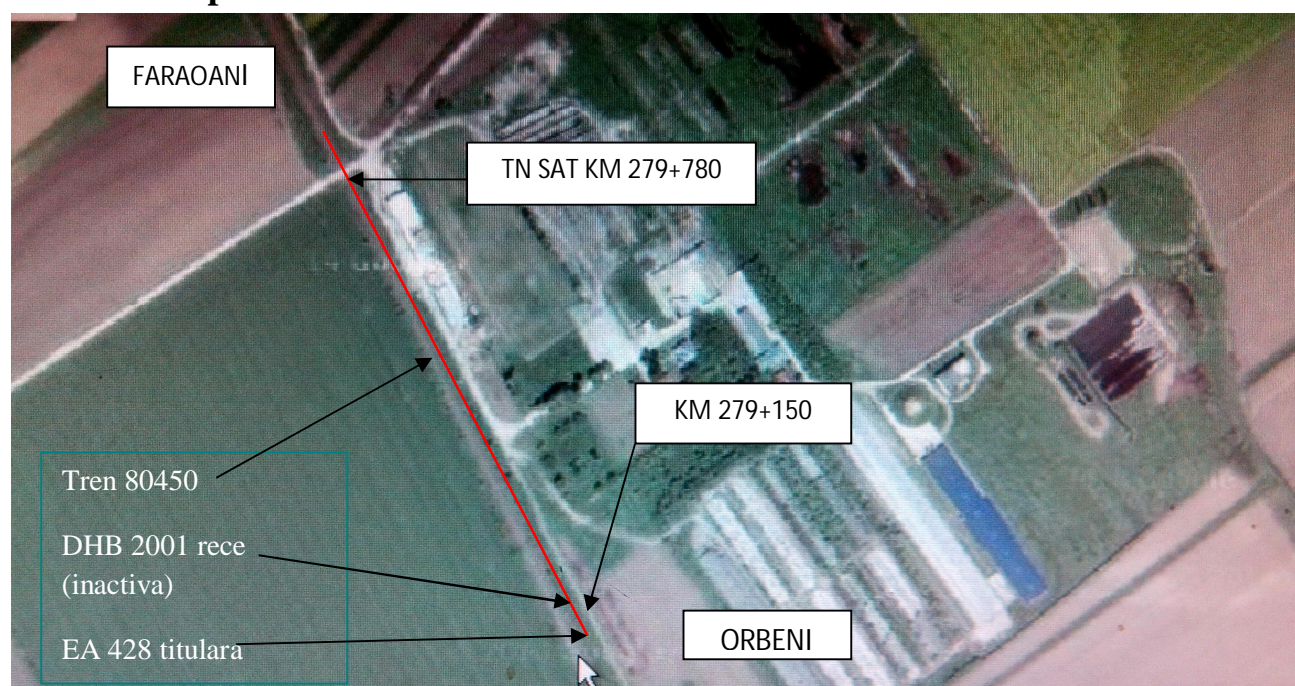 FARAOANI
TN SAT KM 279+780
KM 279+150
Tren 80450
DHB 2001 rece
(inactiva)
EA 428 titulara
ORBENI